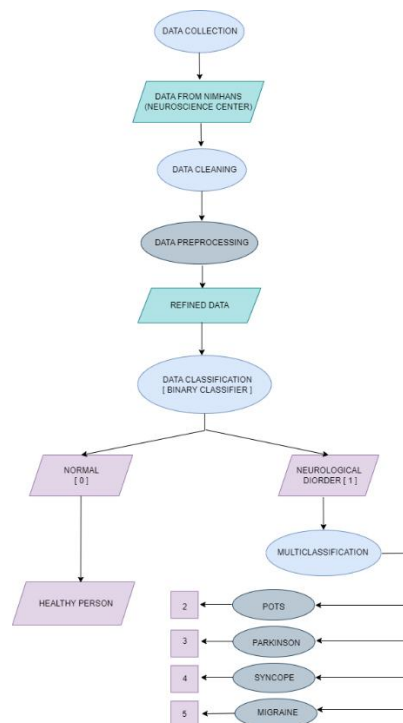 DATA COLLECTION
DATA FROM NIMHANS
(NEUROSCIENCE CENTER)
DATA CLEANING
DATA PREPROCESSING
REFINED DATA
DATA CLASSIFICATION
[ BINARY CLASSIFIER ]
NORMAL
[ 0 ]
NEUROLOGICAL
DIORDER [ 1 ]
MULTICLASSIFICATION
HEALTHY PERSON
2
POTS
3
PARKINSON
4
SYNCOPE
5
MIGRAINE